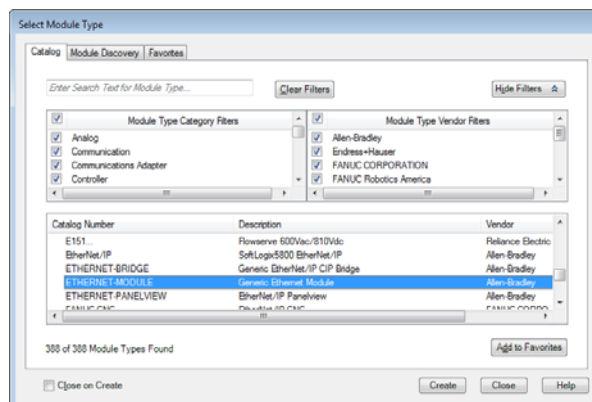 Select Module Type
Catalog Module Discovery Favorites
Enter Search Text for Module Type... Clear Filters Hide Filters
Module Type Category Filters Module Type Vendor Filters
Analog Allen-Bradley
Communication Endress+Hauser
Communications Adapter FANUC CORPORATION
Controller FANUC Robotics America
Catalog Number Description Vendor
E151... Flowserve 600Vac/810Vdc Reliance Electric
EtherNet/IP SoftLogix5800 EtherNet/IP Allen-Bradley
ETHERNET-BRIDGE Generic EtherNet/IP CIP Bridge Allen-Bradley
ETHERNET-MODULE Generic Ethernet Module Allen-Bradley
ETHERNET-PANELVIEW EtherNet/IP Panelview Allen-Bradley
388 of 388 Module Types Found Add to Favorites
Close on Create Create Close Help